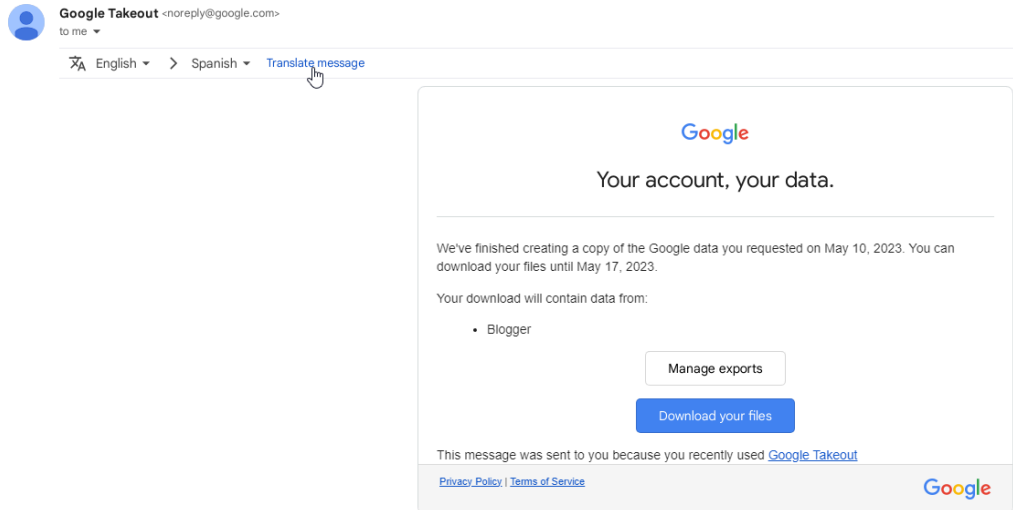 Google Takeout <noreply@google.com>
to me
English > Spanish Translate message
Google
Your account, your data.
We've finished creating a copy of the Google data you requested on May 10, 2023. You can
download your files until May 17, 2023.
Your download will contain data from:
• Blogger
Manage exports
Download your files
This message was sent to you because you recently used Google Takeout
Privacy Policy | Terms of Service
Google